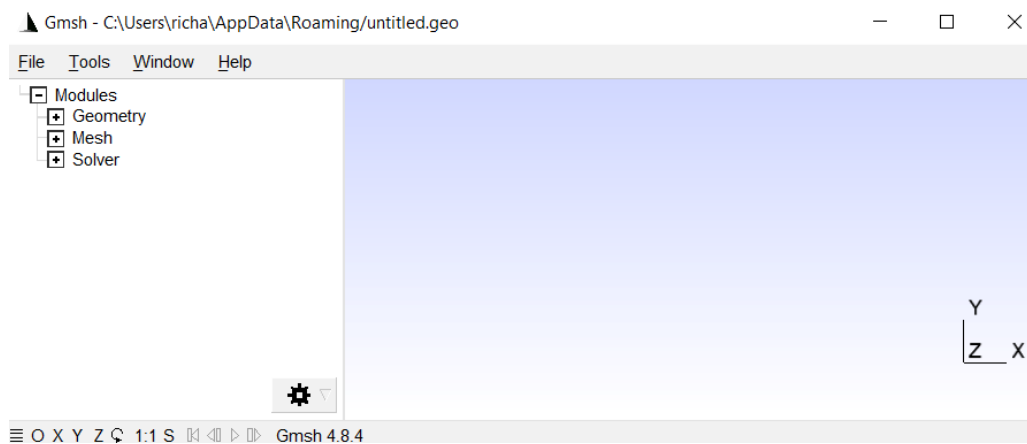 Gmsh - C:\Users\richa\AppData\Roaming/untitled.geo
File Tools Window Help
Modules
Geometry
Mesh
Solver
Y
Z X
O X Y Z 1:1 S Gmsh 4.8.4